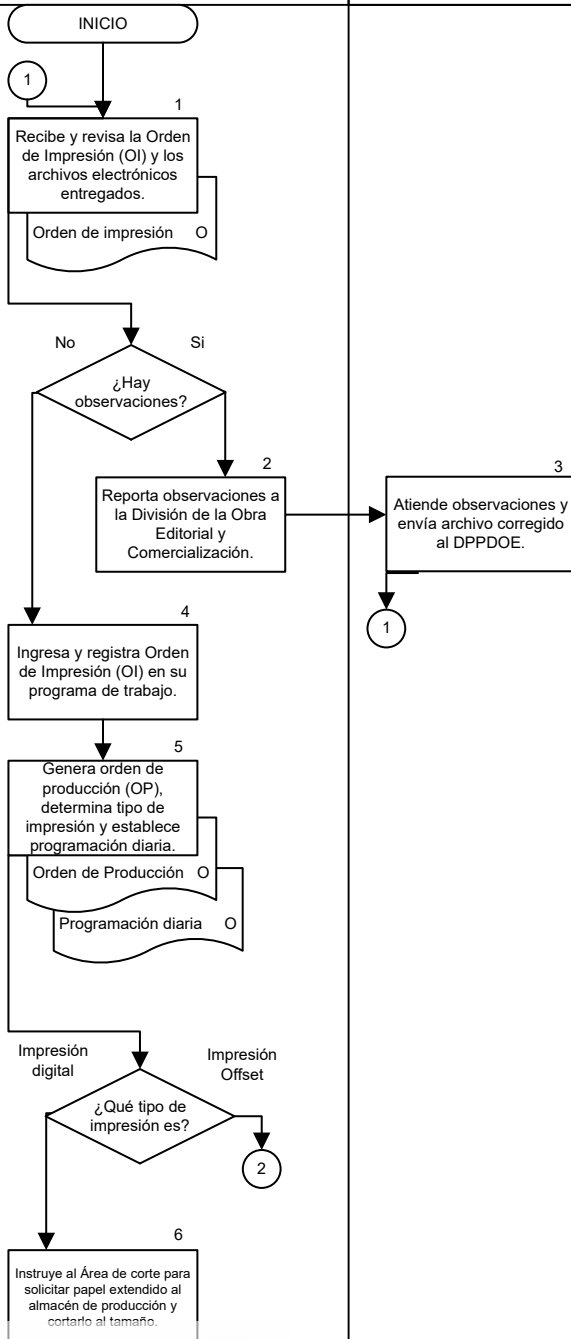 INICIO
1
1
Recibe y revisa la Orden
de Impresión (OI) y los
archivos electrónicos
entregados.
Orden de impresión O
No
Si
¿Hay
observaciones?
2
Reporta observaciones a
la División de la Obra
Editorial y
Comercialización.
3
Atiende observaciones y
envía archivo corregido
al DPPDOE.
1
4
Ingresa y registra Orden
de Impresión (OI) en su
programa de trabajo.
5
Genera orden de
producción (OP),
determina tipo de
impresión y establece
programación diaria.
Orden de Producción O
Programación diaria O
Impresión
digital
Impresión
Offset
¿Qué tipo de
impresión es?
2
6
Instruye al Área de corte para
solicitar papel extendido al
almacén de producción y
cortarlo al tamaño.